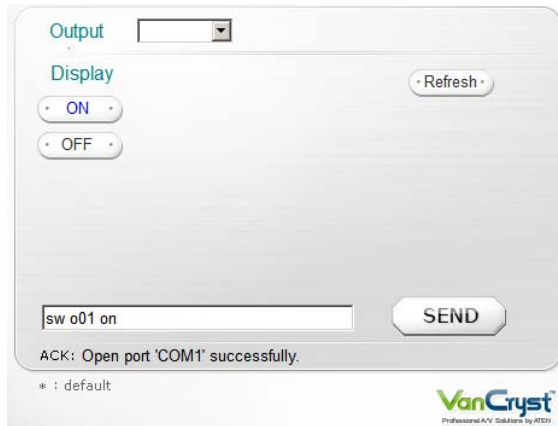 Output
Display
· Refresh ·
· ON ·
· OFF ·
sw o01 on
SEND
ACK: Open port 'COM1' successfully.
* : default
VanCryst™
Professional A/V Solutions by ATEN